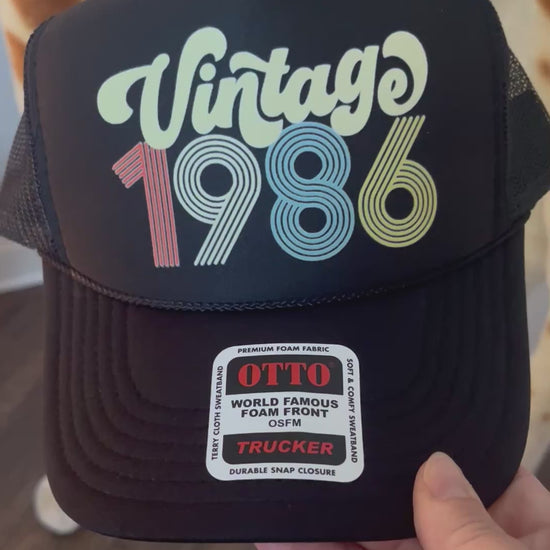 Vintage
1986
PREMIUM FOAM FABRIC
TERRY CLOTH SWEATBAND
OTTO
WORLD FAMOUS
FOAM FRONT
OSFM
TRUCKER
SOFT & COMFY SWEATBAND
DURABLE SNAP CLOSURE